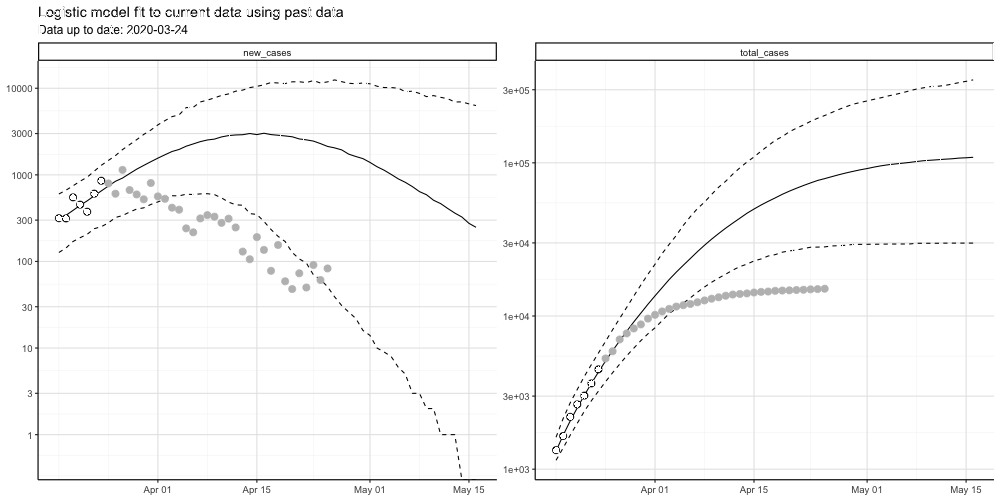 Logistic model fit to current data using past data
Data up to date: 2020-03-24
new_cases
total_cases
10000
3000
1000
300
100
30
10
3
1
3e+05
1e+05
3e+04
1e+04
3e+03
1e+03
Apr 01
Apr 15
May 01
May 15
Apr 01
Apr 15
May 01
May 15